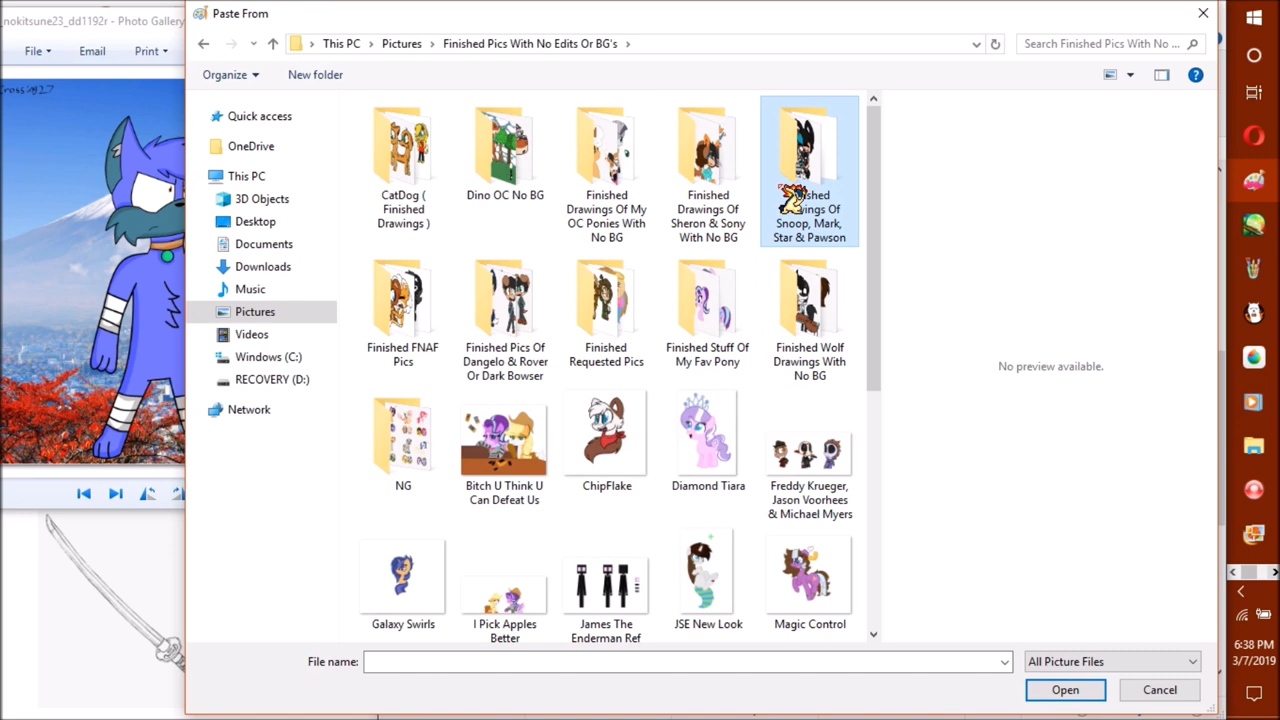 nokitsune23_dd1192r - Photo Gallery
File
Email
Print
Crossing27
Paste From
This PC
Pictures
Finished Pics With No Edits Or BG's
Search Finished Pics With No ...
Organize
New folder
Quick access
OneDrive
This PC
3D Objects
Desktop
Documents
Downloads
Music
Pictures
Videos
Windows (C:)
RECOVERY (D:)
Network
CatDog (
Finished
Drawings )
Dino OC No BG
Finished
Drawings Of My
OC Ponies With
No BG
Finished
Drawings Of
Sheron & Sony
With No BG
Snoop, Mark,
Star & Pawson
Finished FNAF
Pics
Finished Pics Of
Dangelo & Rover
Or Dark Bowser
Finished
Requested Pics
Finished Stuff Of
My Fav Pony
Finished Wolf
Drawings With
No BG
NG
Bitch U Think U
Can Defeat Us
ChipFlake
Diamond Tiara
Freddy Krueger,
Jason Voorhees
& Michael Myers
Galaxy Swirls
I Pick Apples
Better
James The
Enderman Ref
JSE New Look
Magic Control
No preview available.
File name:
All Picture Files
Open
Cancel
6:38 PM
3/7/2019